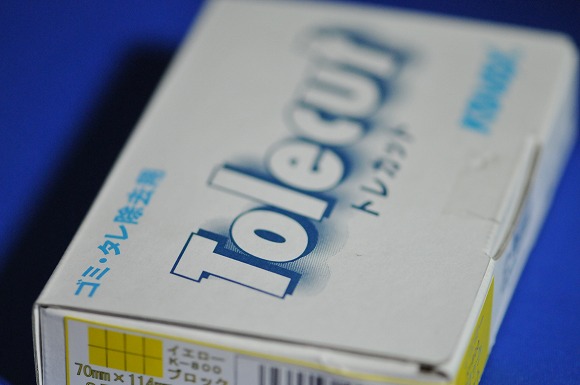 ゴミ・タレ除去用
Tolecut
トレカット
イエロー
K-800
ブロック
70mm×114